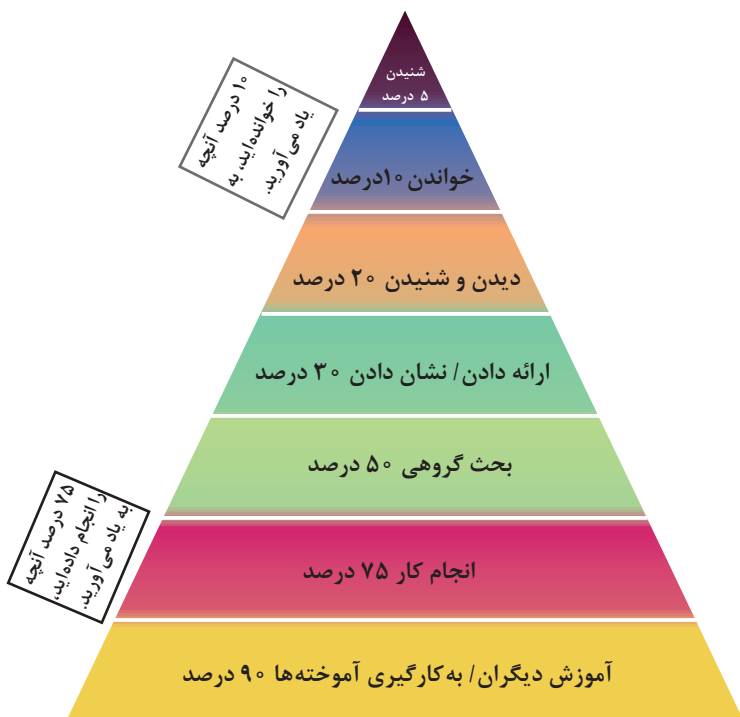 شنیدن
۵ درصد
۱۰ درصد آنچه
را خوانده‌اید، به
یاد می‌آورید.
خواندن ۱۰درصد
دیدن و شنیدن ۲۰ درصد
ارائه دادن/ نشان دادن ۳۰ درصد
بحث گروهی ۵۰ درصد
۷۵ درصد آنچه
را انجام داده‌اید،
به یاد می‌آورید.
انجام کار ۷۵ درصد
آموزش دیگران/ به‌کارگیری آموخته‌ها ۹۰ درصد